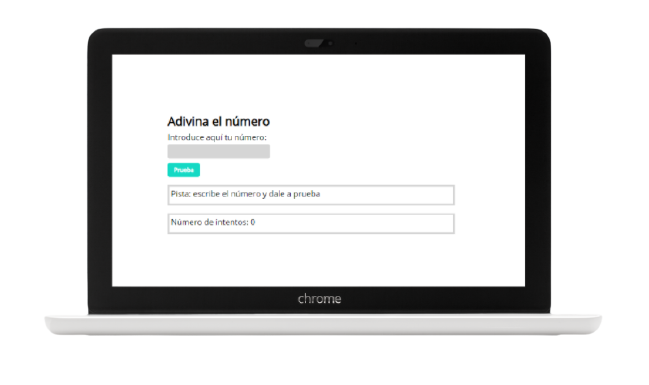 Adivina el número
Introduce aquí tu número:
Prueba
Pista: escribe el número y dale a prueba
Número de intentos: 0
chrome